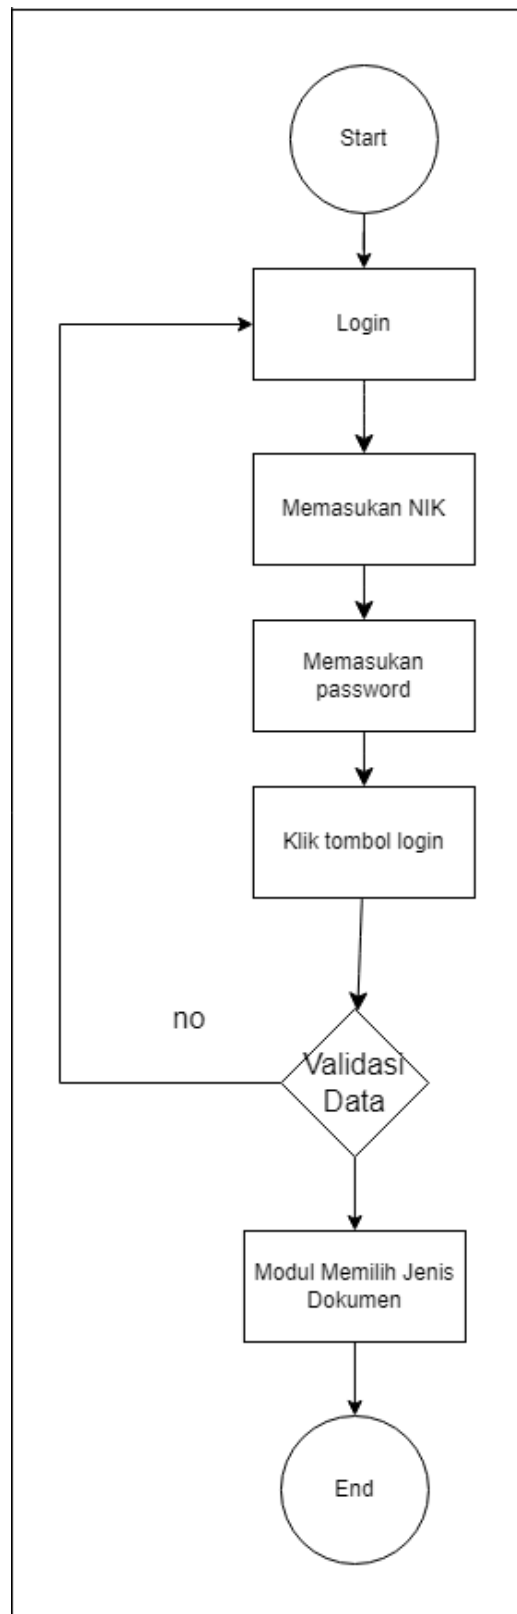 Start
Login
Memasukan NIK
Memasukan
password
Klik tombol login
no
Validasi
Data
Modul Memilih Jenis
Dokumen
End